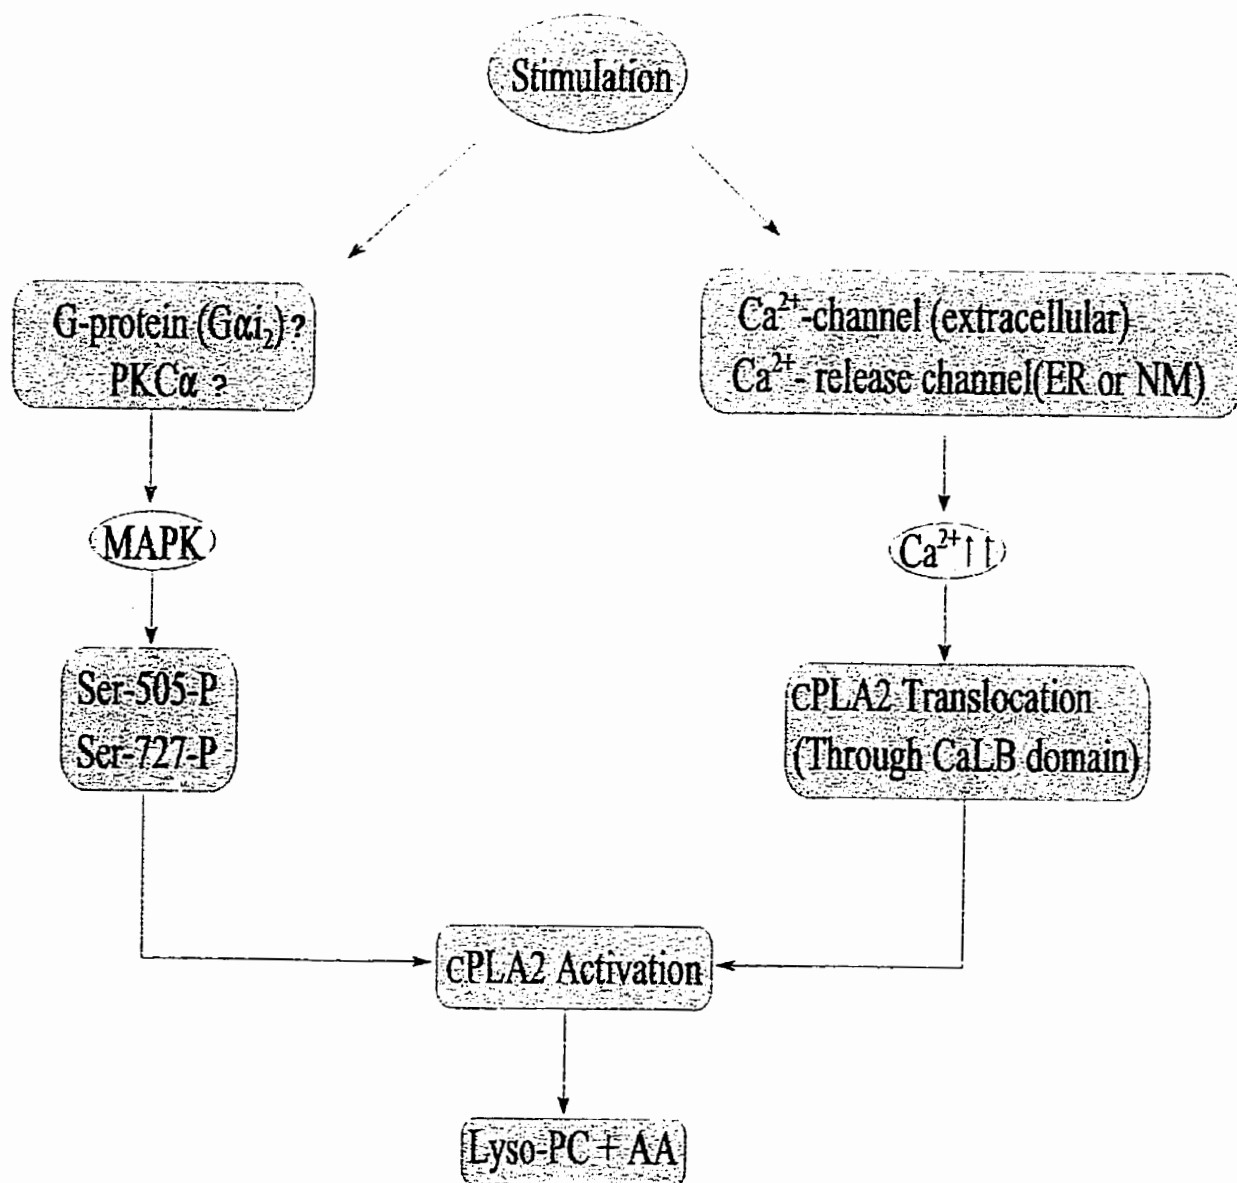 Stimulation
G-protein (Gαi₂)?
PKCα ?
Ca²⁺-channel (extracellular)
Ca²⁺- release channel(ER or NM)
MAPK
Ca²⁺↑↑
Ser-505-P
Ser-727-P
cPLA2 Translocation
(Through CaLB domain)
cPLA2 Activation
Lyso-PC + AA